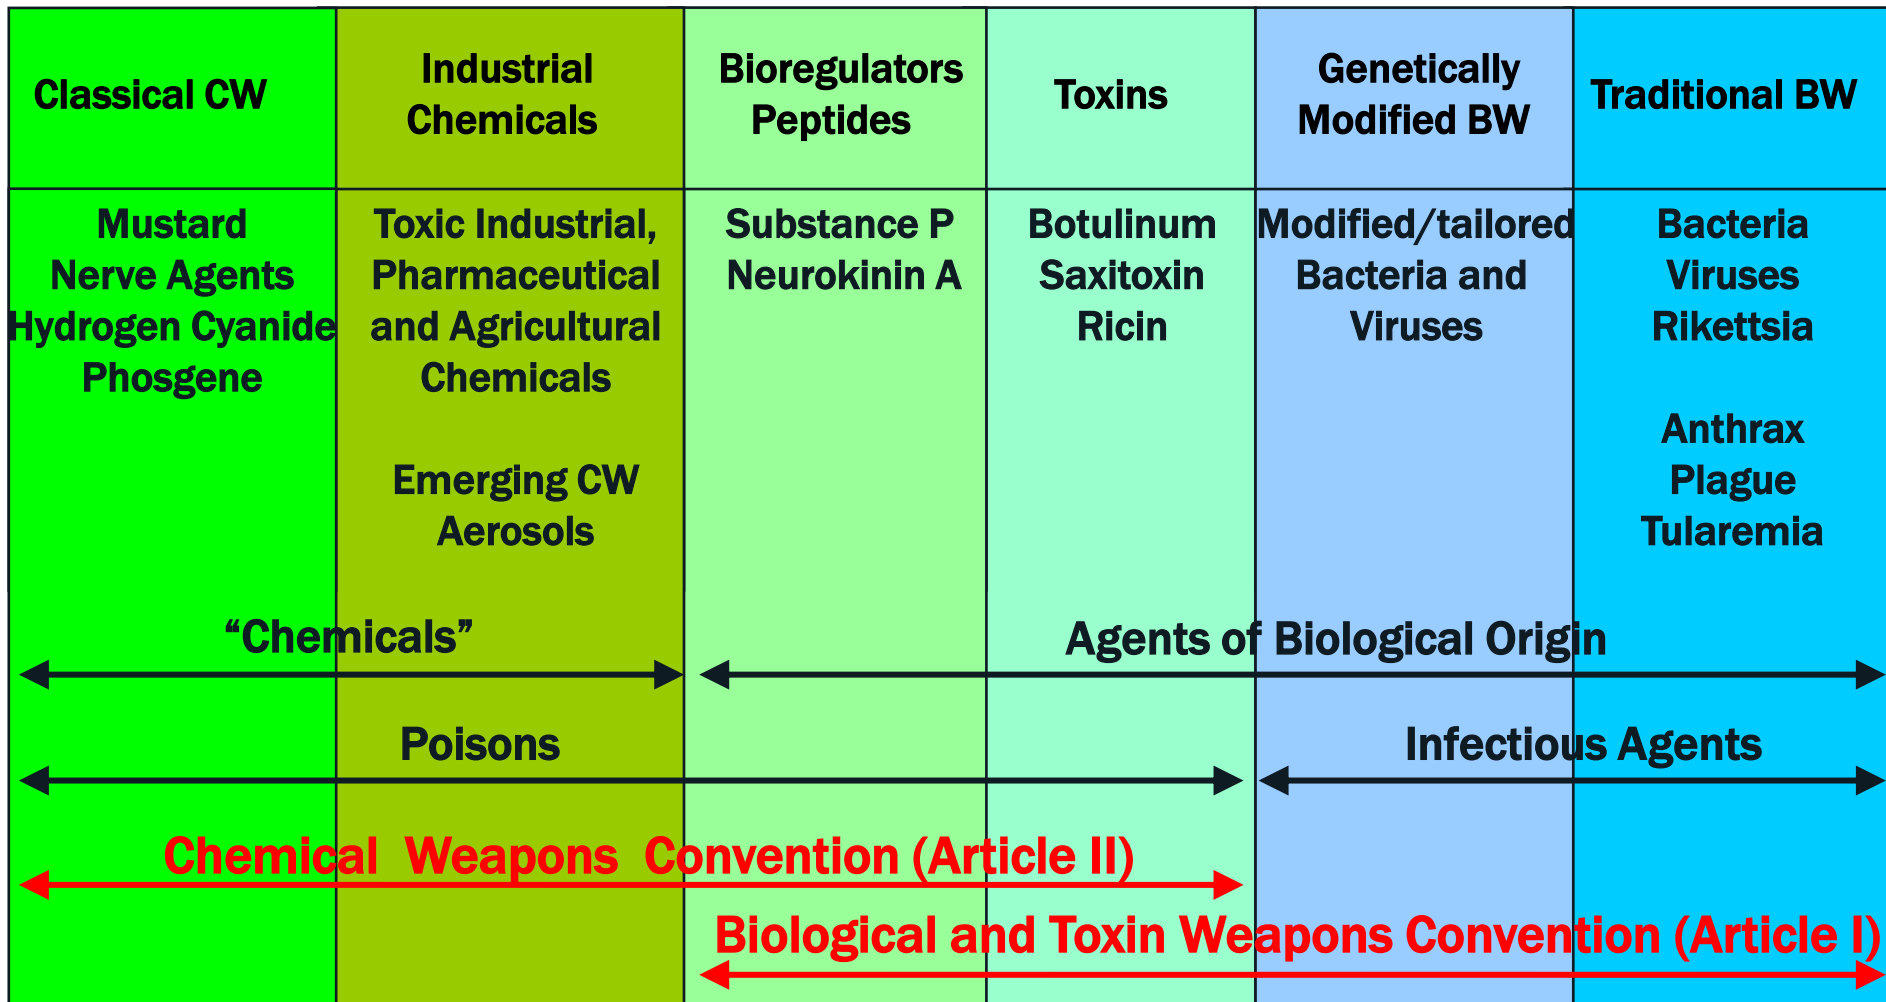 Classical CW
Industrial
Chemicals
Bioregulators
Peptides
Toxins
Genetically
Modified BW
Traditional BW
Mustard
Nerve Agents
Hydrogen Cyanide
Phosgene
Toxic Industrial,
Pharmaceutical
and Agricultural
Chemicals
Emerging CW
Aerosols
Substance P
Neurokinin A
Botulinum
Saxitoxin
Ricin
Modified/tailored
Bacteria and
Viruses
Bacteria
Viruses
Rikettsia
Anthrax
Plague
Tularemia
“Chemicals”
Agents of Biological Origin
Poisons
Infectious Agents
Chemical Weapons Convention (Article II)
Biological and Toxin Weapons Convention (Article I)